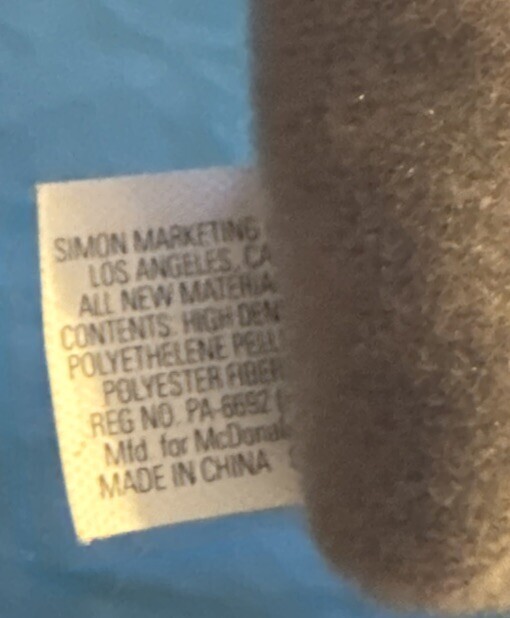 SIMON MARKETING
LOS ANGELES, CA
ALL NEW MATERIA
CONTENTS: HIGH DEN
POLYETHELENE PELL
POLYESTER FIBER
REG NO. PA-6692
Mfd. for McDonal
MADE IN CHINA